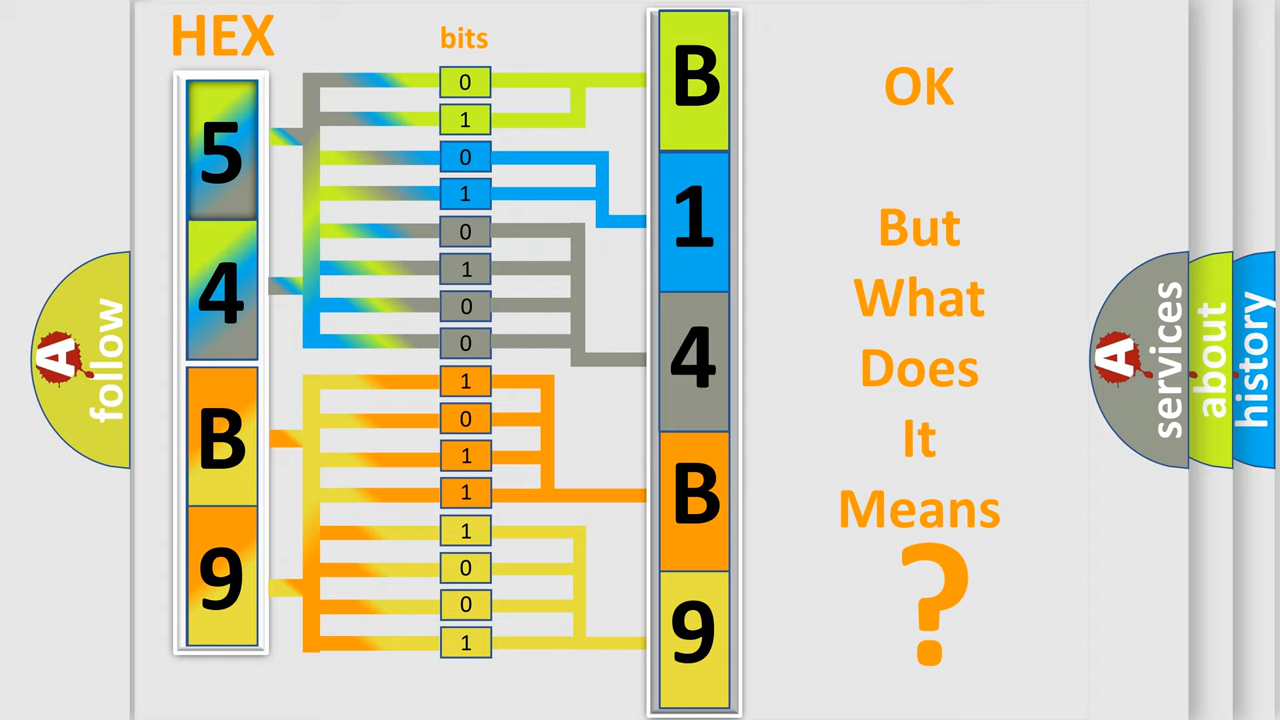 HEX
bits
5
4
B
9
0
1
0
1
0
1
0
0
1
0
1
1
1
0
0
1
B
1
4
B
9
OK
But
What
Does
It
Means
?
A
follow
A
services
about
history